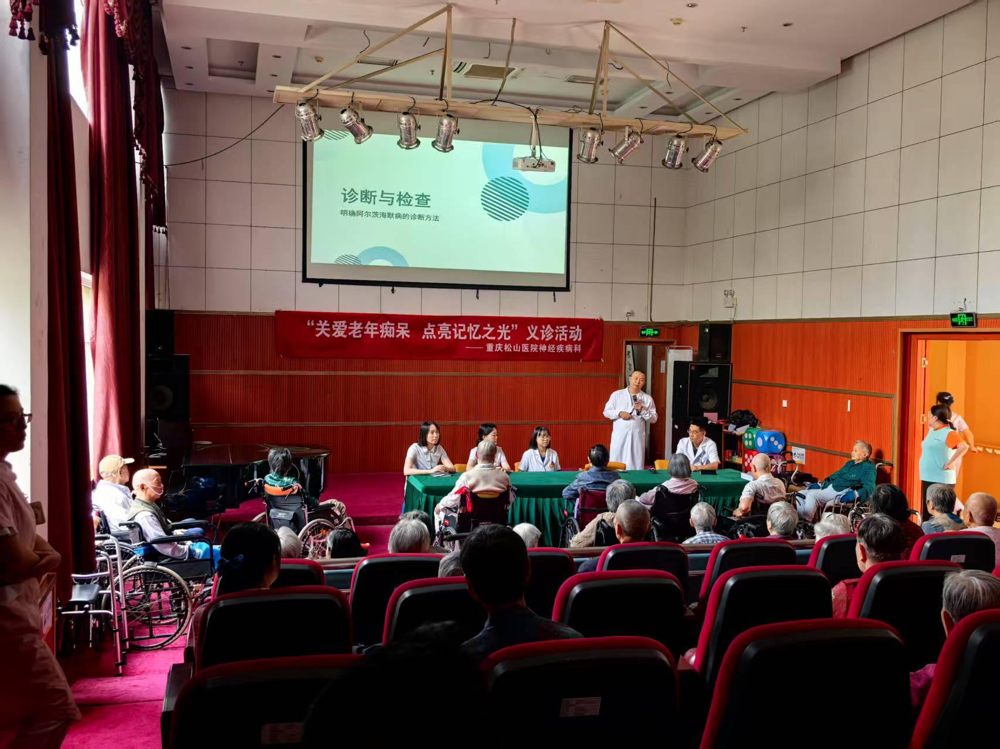 诊断与检查
明确阿尔茨海默病的诊断方法
“关爱老年痴呆 点亮记忆之光”义诊活动
—— 重庆松山医院神经疾病科
EXIT